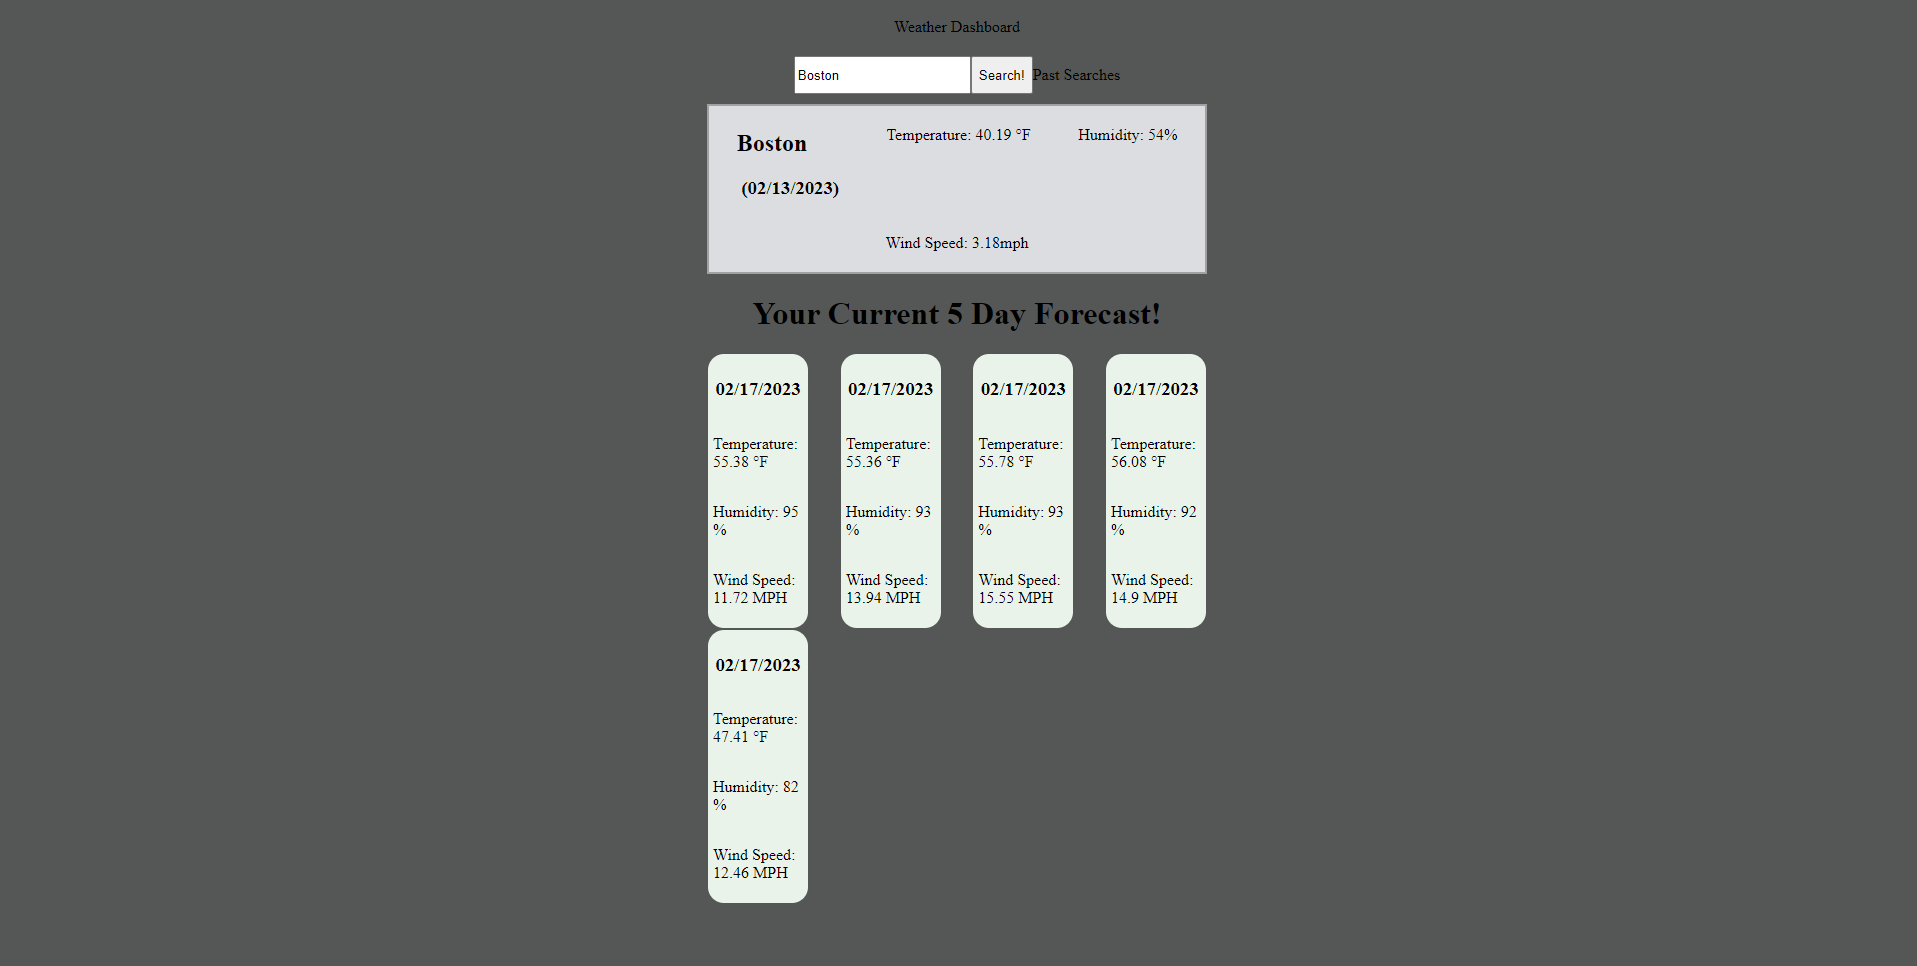 Weather Dashboard
Boston Search! Past Searches
Boston
(02/13/2023)
Temperature: 40.19 °F
Humidity: 54%
Wind Speed: 3.18mph
Your Current 5 Day Forecast!
02/17/2023
Temperature:
55.38 °F
Humidity: 95
%
Wind Speed:
11.72 MPH
02/17/2023
Temperature:
55.36 °F
Humidity: 93
%
Wind Speed:
13.94 MPH
02/17/2023
Temperature:
55.78 °F
Humidity: 93
%
Wind Speed:
15.55 MPH
02/17/2023
Temperature:
56.08 °F
Humidity: 92
%
Wind Speed:
14.9 MPH
02/17/2023
Temperature:
47.41 °F
Humidity: 82
%
Wind Speed:
12.46 MPH